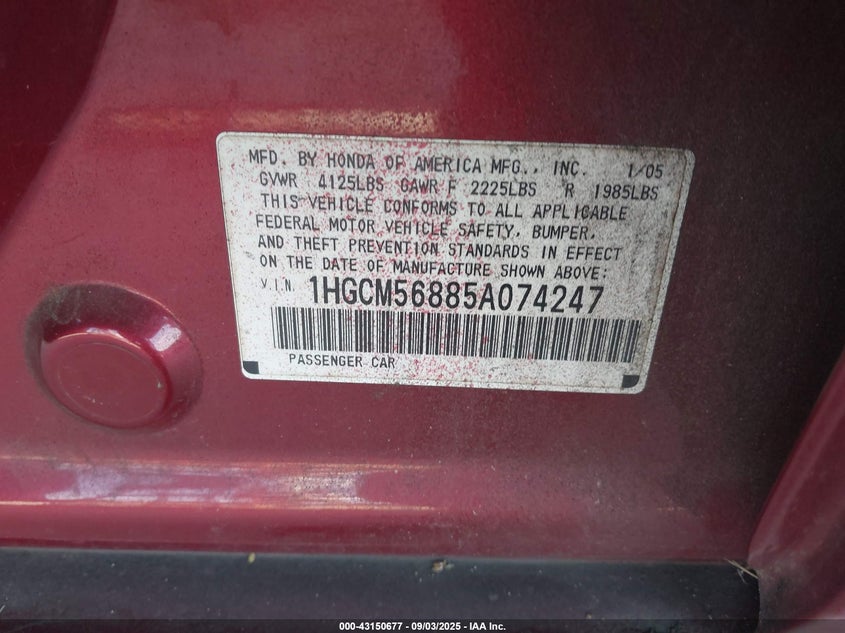 MFD. BY HONDA OF AMERICA MFG., INC. 1/05
GVWR 4125LBS GAWR F 2225LBS R 1985LBS
THIS VEHICLE CONFORMS TO ALL APPLICABLE
FEDERAL MOTOR VEHICLE SAFETY, BUMPER,
AND THEFT PREVENTION STANDARDS IN EFFECT
ON THE DATE OF MANUFACTURE SHOWN ABOVE:
V.I.N. 1HGCM56885A074247
PASSENGER CAR
000-43150677 - 09/03/2025 - IAA Inc.